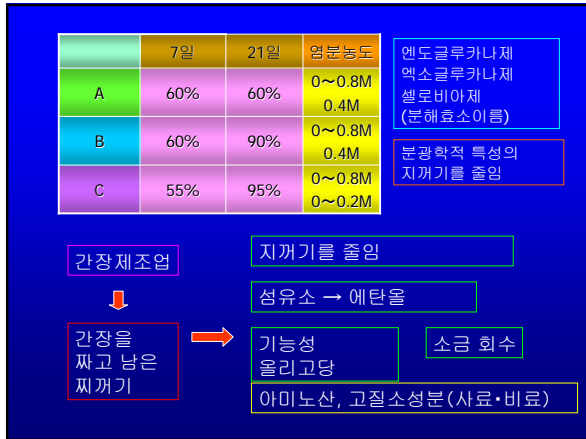 7일 21일 염분농도
A 60% 60% 0～0.8M
0.4M
B 60% 90% 0～0.8M
0.4M
C 55% 95% 0～0.8M
0～0.2M
엔도글루카나제
엑소글루카나제
셀로비아제
(분해효소이름)
분광학적 특성의
지꺼기를 줄임
간장제조업
간장을
짜고 남은
찌꺼기
지꺼기를 줄임
섬유소 → 에탄올
기능성
올리고당
소금 회수
아미노산, 고질소성분(사료•비료)